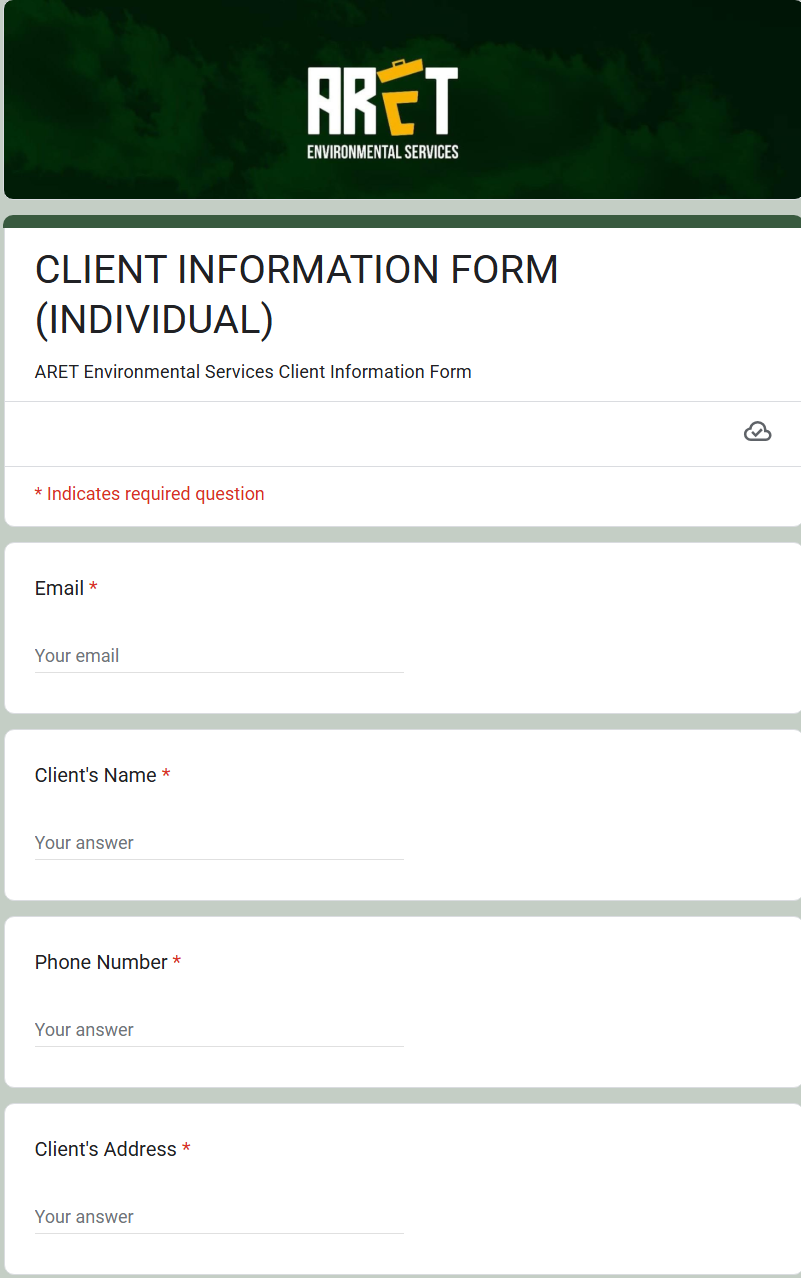 ARET
ENVIRONMENTAL SERVICES
CLIENT INFORMATION FORM
(INDIVIDUAL)
ARET Environmental Services Client Information Form
* Indicates required question
Email *
Your email
Client's Name *
Your answer
Phone Number *
Your answer
Client's Address *
Your answer